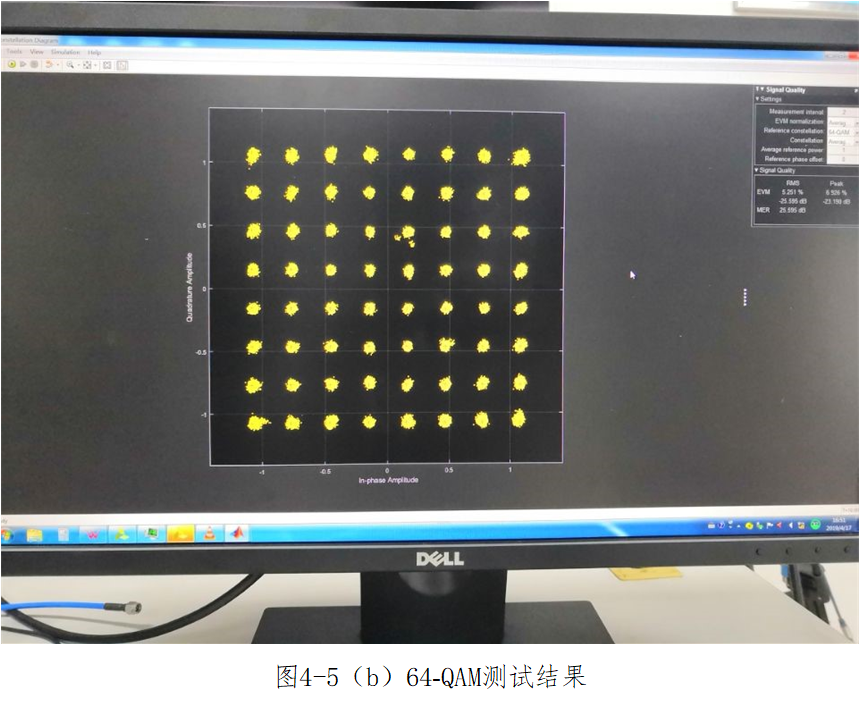 Constellation Diagram
Tools View Simulation Help
Signal Quality
Settings
Measurement interval: 2
EVM normalization: Averag
Reference constellation: 64-QAM
Constellation: Averag
Average reference power:
Reference phase offset:
Signal Quality
RMS Peak
EVM 5.251 % 6.926 %
-25.595 dB -23.190 dB
MER 25.595 dB
1
0.5
0
-0.5
-1
Quadrature Amplitude
-1 -0.5 0 0.5 1
In-phase Amplitude
2019/4/17
DELL
图4-5（b）64-QAM测试结果